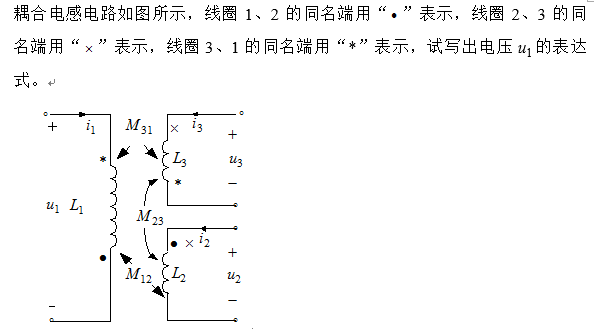 耦合电感电路如图所示，线圈 1、2 的同名端用“•”表示，线圈 2、3 的同
名端用“×”表示，线圈 3、1 的同名端用“*”表示，试写出电压 u1 的表达
式。
+ i1 M31 × i3 +
* L3 u3
* −
u1 L1 M23
• × i2
• M12 L2 +
u2
− −